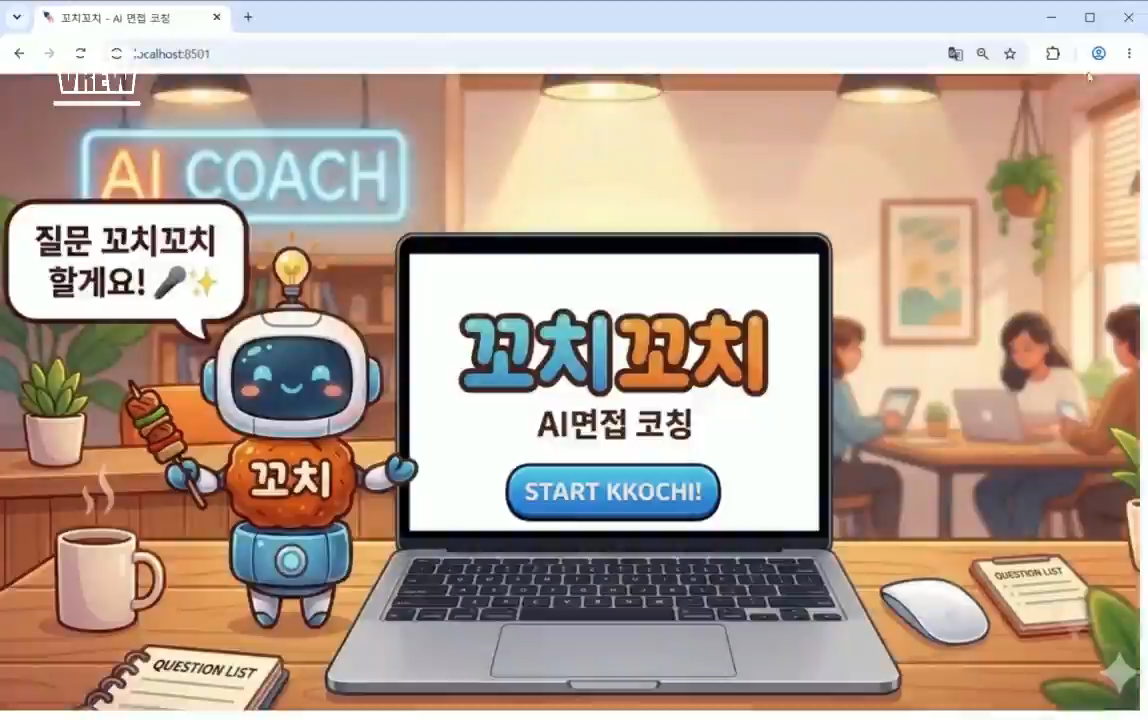 꼬치꼬치 - AI 면접 코칭
localhost:8501
VREW
AI COACH
질문 꼬치꼬치
할게요!
꼬치꼬치
AI면접 코칭
START KKOCHI!
꼬치
QUESTION LIST
QUESTION LIST